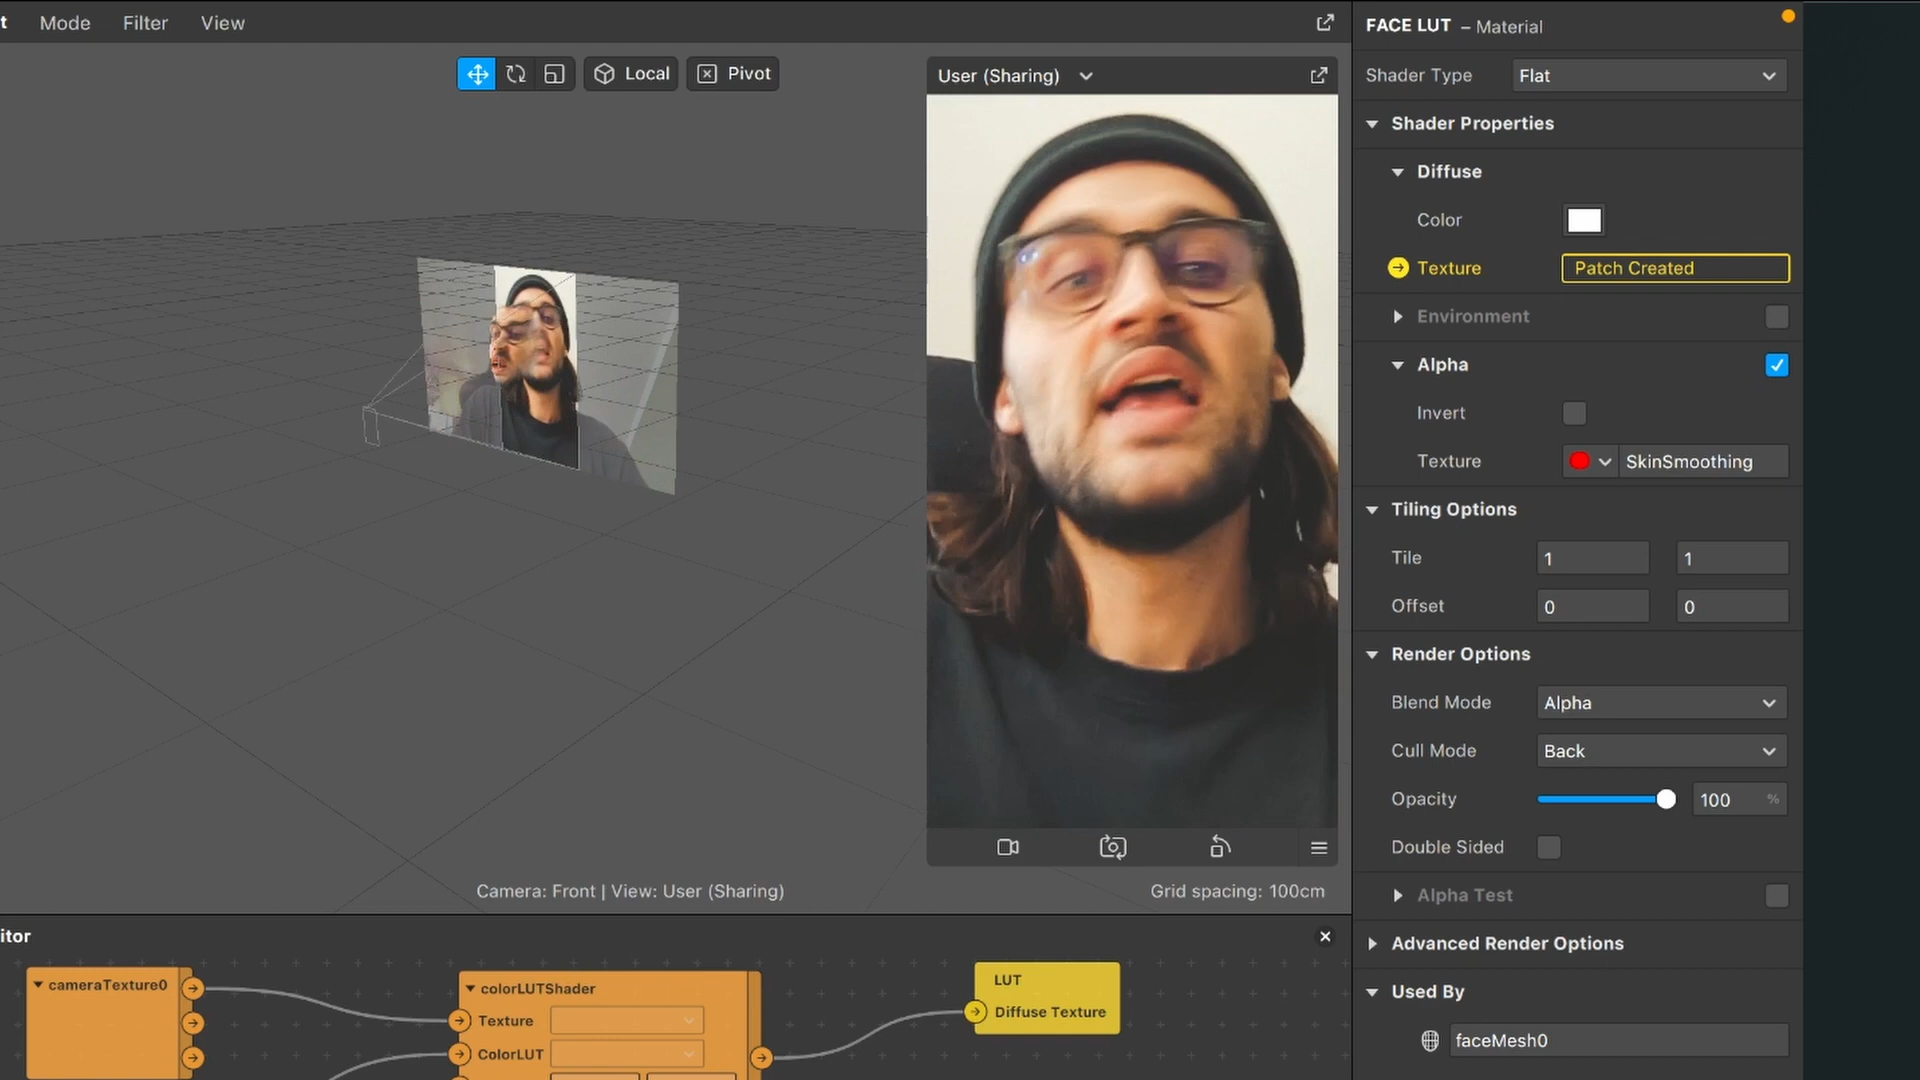 t Mode Filter View
Local Pivot
User (Sharing)
Camera: Front | View: User (Sharing)
Grid spacing: 100cm
FACE LUT – Material
Shader Type Flat
Shader Properties
Diffuse
Color
Texture Patch Created
Environment
Alpha
Invert
Texture SkinSmoothing
Tiling Options
Tile 1 1
Offset 0 0
Render Options
Blend Mode Alpha
Cull Mode Back
Opacity 100 %
Double Sided
Alpha Test
Advanced Render Options
Used By
faceMesh0
itor
cameraTexture0
colorLUTShader
Texture
ColorLUT
LUT
Diffuse Texture